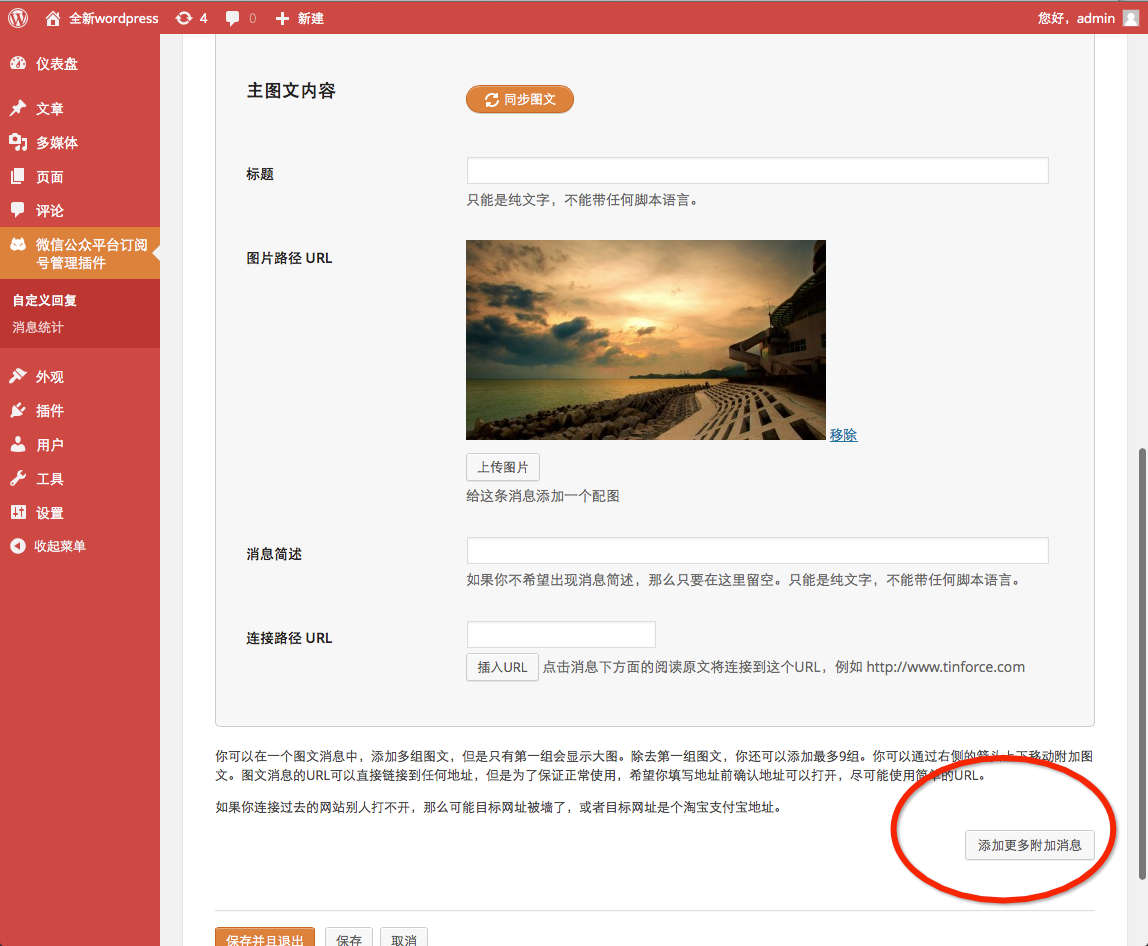 全新wordpress 4 0 新建 您好，admin
仪表盘
文章
多媒体
页面
评论
微信公众平台订阅
号管理插件
自定义回复
消息统计
外观
插件
用户
工具
设置
收起菜单
主图文内容 同步图文
标题
只能是纯文字，不能带任何脚本语言。
图片路径 URL
移除
上传图片
给这条消息添加一个配图
消息简述
如果你不希望出现消息简述，那么只要在这里留空。只能是纯文字，不能带任何脚本语言。
连接路径 URL
插入URL 点击消息下方面的阅读原文将连接到这个URL，例如 http://www.tinforce.com
你可以在一个图文消息中，添加多组图文，但是只有第一组会显示大图。除去第一组图文，你还可以添加最多9组。你可以通过右侧的箭头上下移动附加图
文。图文消息的URL可以直接链接到任何地址，但是为了保证正常使用，希望你填写地址前确认地址可以打开，尽可能使用简单的URL。
如果你连接过去的网站别人打不开，那么可能目标网址被墙了，或者目标网址是个淘宝支付宝地址。
添加更多附加消息
保存并且退出 保存 取消